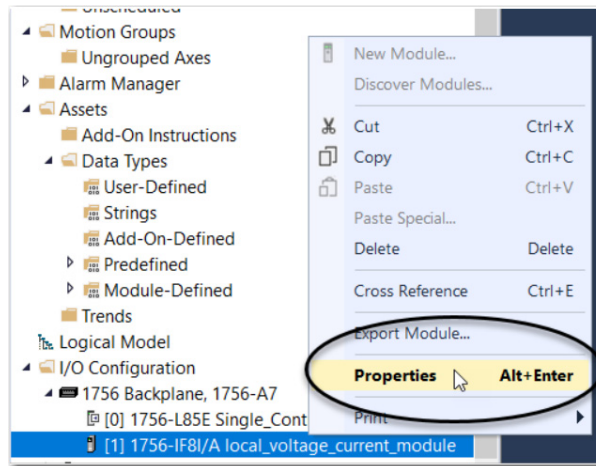 Unscheduled
Motion Groups
Ungrouped Axes
Alarm Manager
Assets
Add-On Instructions
Data Types
User-Defined
Strings
Add-On-Defined
Predefined
Module-Defined
Trends
Logical Model
I/O Configuration
1756 Backplane, 1756-A7
[0] 1756-L85E Single_Cont
[1] 1756-IF8I/A local_voltage_current_module
New Module...
Discover Modules...
Cut Ctrl+X
Copy Ctrl+C
Paste Ctrl+V
Paste Special...
Delete Delete
Cross Reference Ctrl+E
Export Module...
Properties Alt+Enter
Print